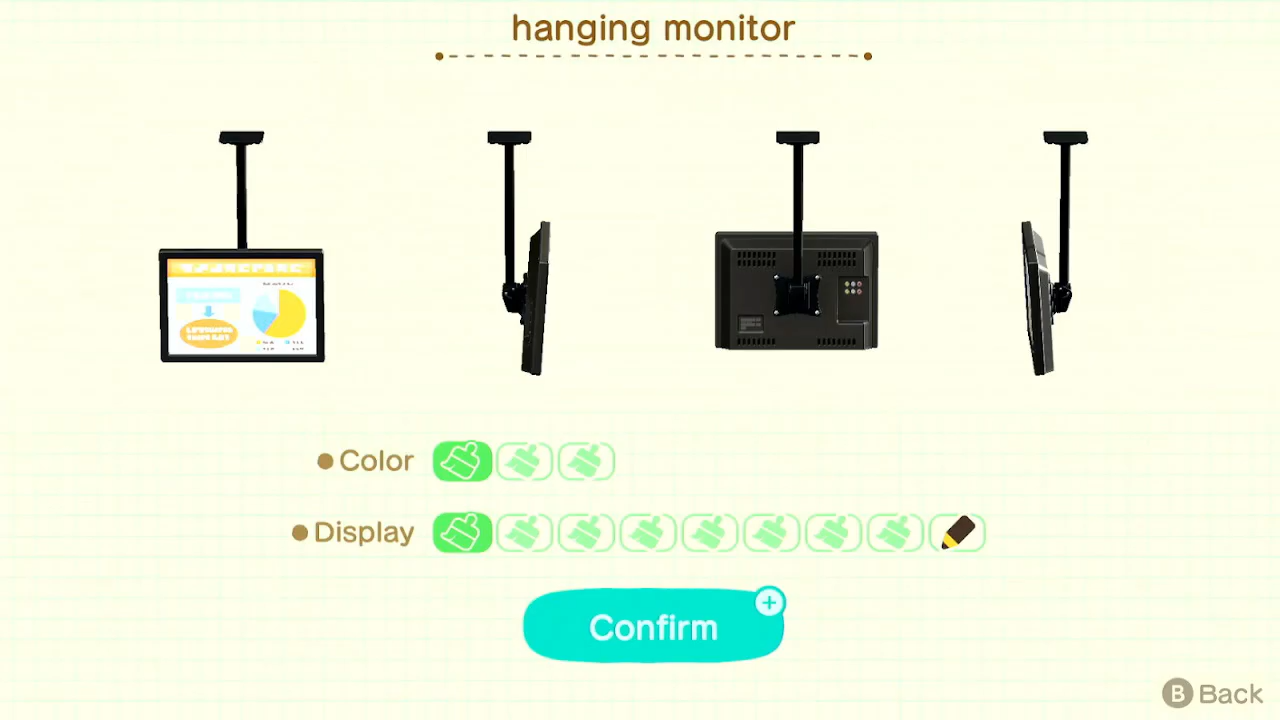 hanging monitor
Color
Display
Confirm
B Back